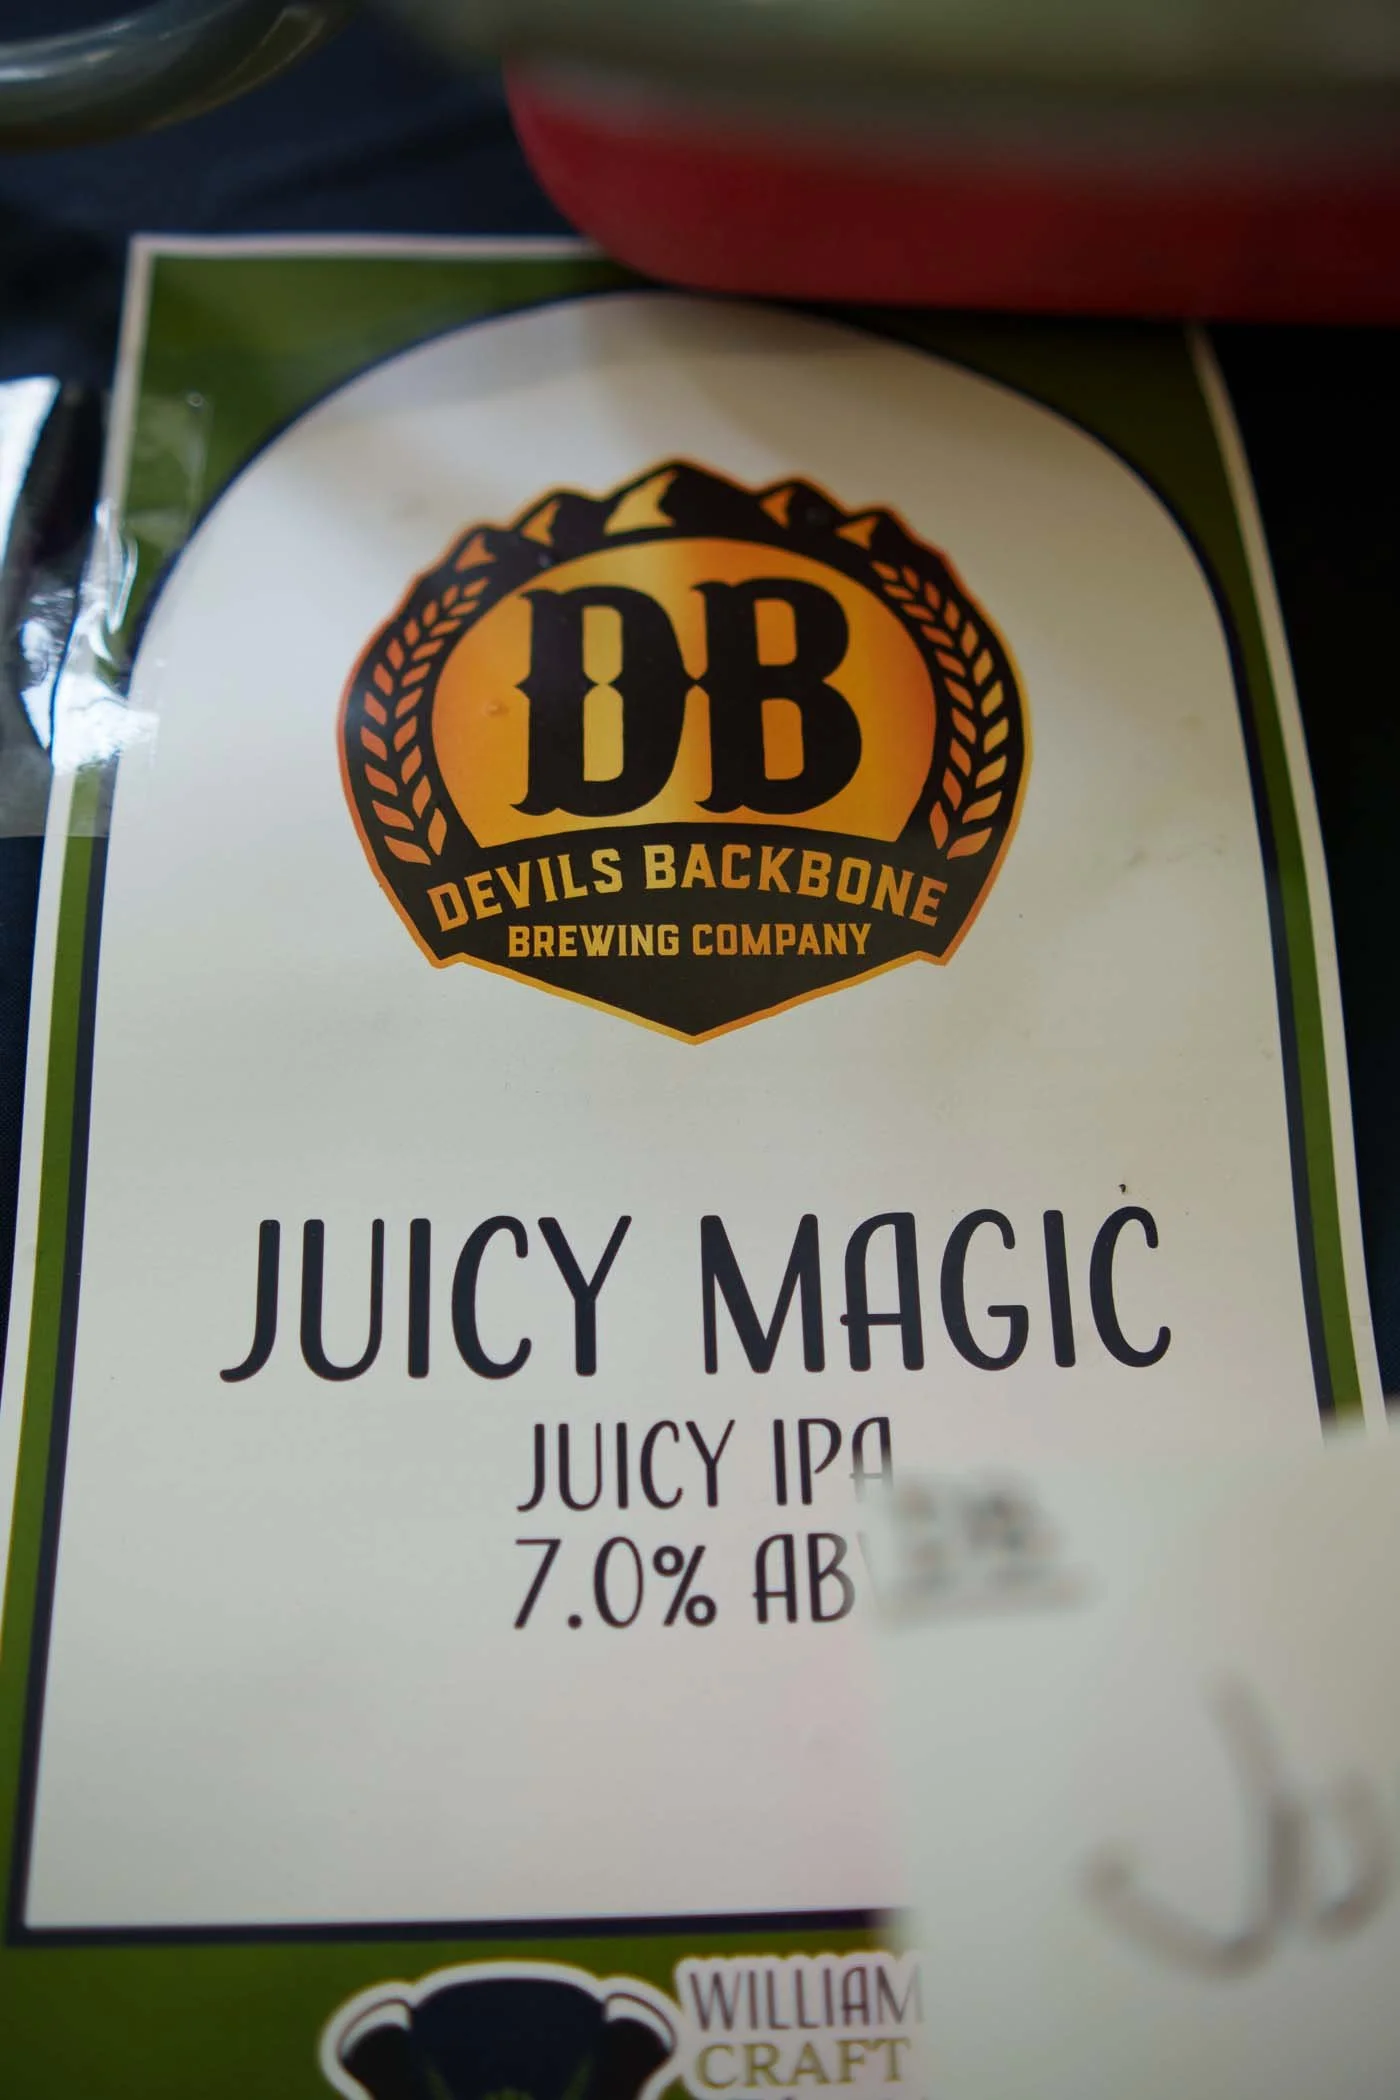 DB
DEVILS BACKBONE
BREWING COMPANY
JUICY MAGIC
JUICY IPA
7.0% AB
WILLIAM
CRAFT